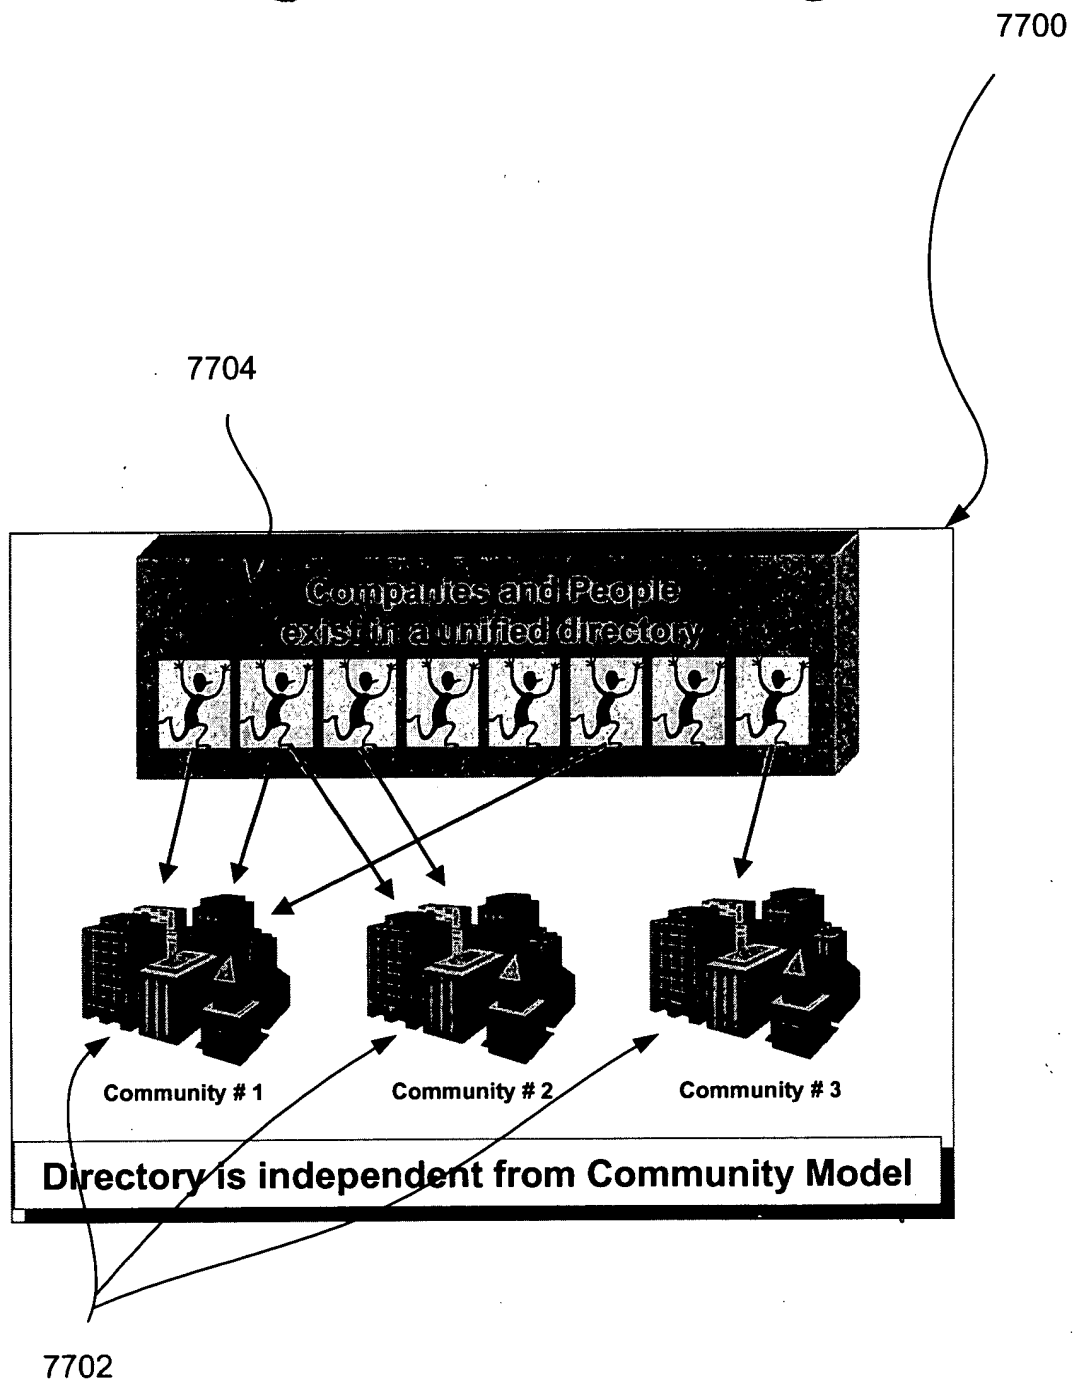 7700
7704
Companies and People
exist in a unified directory
Community # 1
Community # 2
Community # 3
Directory is independent from Community Model
7702